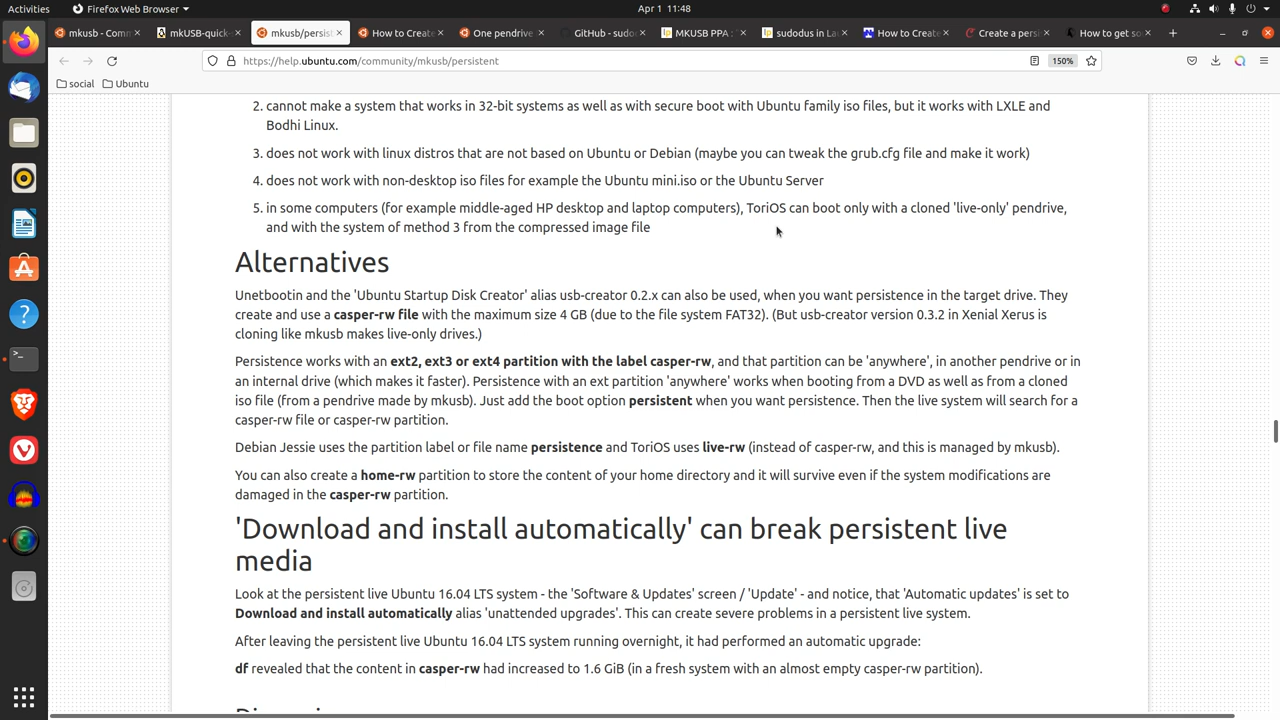 Activities
Firefox Web Browser
Apr 1 11:48
mkusb - Comm
mkUSB-quick-
mkusb/persist
How to Create
One pendrive
GitHub - sudo
MKUSB PPA :
sudodus in La
How to Create
Create a persi
How to get so
https://help.ubuntu.com/community/mkusb/persistent
150%
social
Ubuntu
2. cannot make a system that works in 32-bit systems as well as with secure boot with Ubuntu family iso files, but it works with LXLE and
Bodhi Linux.
3. does not work with linux distros that are not based on Ubuntu or Debian (maybe you can tweak the grub.cfg file and make it work)
4. does not work with non-desktop iso files for example the Ubuntu mini.iso or the Ubuntu Server
5. in some computers (for example middle-aged HP desktop and laptop computers), ToriOS can boot only with a cloned 'live-only' pendrive,
and with the system of method 3 from the compressed image file
Alternatives
Unetbootin and the 'Ubuntu Startup Disk Creator' alias usb-creator 0.2.x can also be used, when you want persistence in the target drive. They
create and use a casper-rw file with the maximum size 4 GB (due to the file system FAT32). (But usb-creator version 0.3.2 in Xenial Xerus is
cloning like mkusb makes live-only drives.)
Persistence works with an ext2, ext3 or ext4 partition with the label casper-rw, and that partition can be 'anywhere', in another pendrive or in
an internal drive (which makes it faster). Persistence with an ext partition 'anywhere' works when booting from a DVD as well as from a cloned
iso file (from a pendrive made by mkusb). Just add the boot option persistent when you want persistence. Then the live system will search for a
casper-rw file or casper-rw partition.
Debian Jessie uses the partition label or file name persistence and ToriOS uses live-rw (instead of casper-rw, and this is managed by mkusb).
You can also create a home-rw partition to store the content of your home directory and it will survive even if the system modifications are
damaged in the casper-rw partition.
'Download and install automatically' can break persistent live
media
Look at the persistent live Ubuntu 16.04 LTS system - the 'Software & Updates' screen / 'Update' - and notice, that 'Automatic updates' is set to
Download and install automatically alias 'unattended upgrades'. This can create severe problems in a persistent live system.
After leaving the persistent live Ubuntu 16.04 LTS system running overnight, it had performed an automatic upgrade:
df revealed that the content in casper-rw had increased to 1.6 GiB (in a fresh system with an almost empty casper-rw partition).